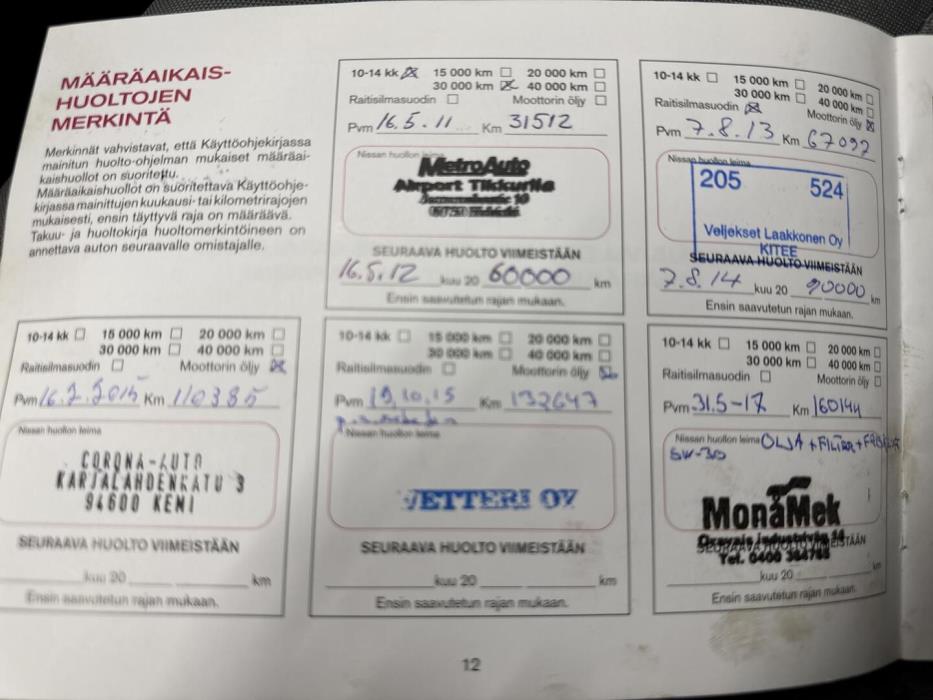 MÄÄRÄAIKAIS-
HUOLTOJEN
MERKINTÄ
Merkinnät vahvistavat, että Käyttöohjekirjassa
mainitun huolto-ohjelman mukaiset määräai-
kaishuollot on suoritettu.
Määräaikaishuollot on suoritettava Käyttöohje-
kirjassa mainittujen kuukausi- tai kilometrirajojen
mukaisesti, ensin täyttyvä raja on määräävä.
Takuu- ja huoltokirja huoltomerkintöineen on
annettava auton seuraavalle omistajalle.
10-14 kk 15 000 km 20 000 km
30 000 km 40 000 km
Raitisilmasuodin Moottorin öljy
Pvm 16.5.11 Km 31512
Nissan huollon leima
MetroAuto
Airport Tikkurila
SEURAAVA HUOLTO VIIMEISTÄÄN
16.5.12 kuu 20 60000 km
Ensin saavutetun rajan mukaan.
10-14 kk 15 000 km 20 000 km
30 000 km 40 000 km
Raitisilmasuodin Moottorin öljy
Pvm 7.8.13 Km 67092
Nissan huollon leima
205 524
Veljekset Laakkonen Oy
KITEE
SEURAAVA HUOLTO VIIMEISTÄÄN
7.8.14 kuu 20 90000 km
Ensin saavutetun rajan mukaan.
10-14 kk 15 000 km 20 000 km
30 000 km 40 000 km
Raitisilmasuodin Moottorin öljy
Pvm 16.2.2015 Km 110385
Nissan huollon leima
CORONA-AUTO
KARJALAHDENKATU 3
94600 KEMI
SEURAAVA HUOLTO VIIMEISTÄÄN
kuu 20 km
Ensin saavutetun rajan mukaan.
10-14 kk 15 000 km 20 000 km
30 000 km 40 000 km
Raitisilmasuodin Moottorin öljy
Pvm 19.10.15 Km 132647
Nissan huollon leima
VETTERI OY
SEURAAVA HUOLTO VIIMEISTÄÄN
kuu 20 km
Ensin saavutetun rajan mukaan.
10-14 kk 15 000 km 20 000 km
30 000 km 40 000 km
Raitisilmasuodin Moottorin öljy
Pvm 31.5-17 Km 160144
Nissan huollon leima OLJA + FILTER +
5W-30
MonåMek
Oravais Industriväg 14
SEURAAVA HUOLTO VIIMEISTÄÄN
Tel. 0400 364765
kuu 20 km
Ensin saavutetun rajan mukaan.
12